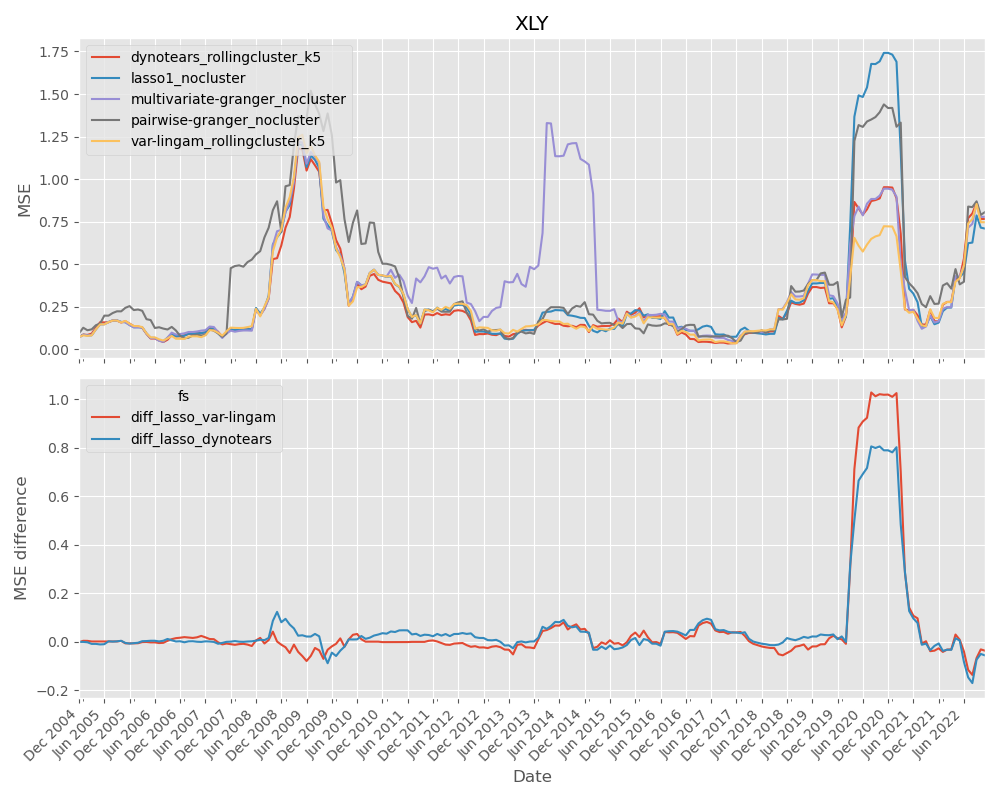 XLY
1.75
1.50
1.25
1.00
0.75
0.50
0.25
0.00
MSE
dynotears_rollingcluster_k5
lasso1_nocluster
multivariate-granger_nocluster
pairwise-granger_nocluster
var-lingam_rollingcluster_k5
1.0
0.8
0.6
0.4
0.2
0.0
−0.2
MSE difference
fs
diff_lasso_var-lingam
diff_lasso_dynotears
Dec 2004
Jun 2005
Dec 2005
Jun 2006
Dec 2006
Jun 2007
Dec 2007
Jun 2008
Dec 2008
Jun 2009
Dec 2009
Jun 2010
Dec 2010
Jun 2011
Dec 2011
Jun 2012
Dec 2012
Jun 2013
Dec 2013
Jun 2014
Dec 2014
Jun 2015
Dec 2015
Jun 2016
Dec 2016
Jun 2017
Dec 2017
Jun 2018
Dec 2018
Jun 2019
Dec 2019
Jun 2020
Dec 2020
Jun 2021
Dec 2021
Jun 2022
Date